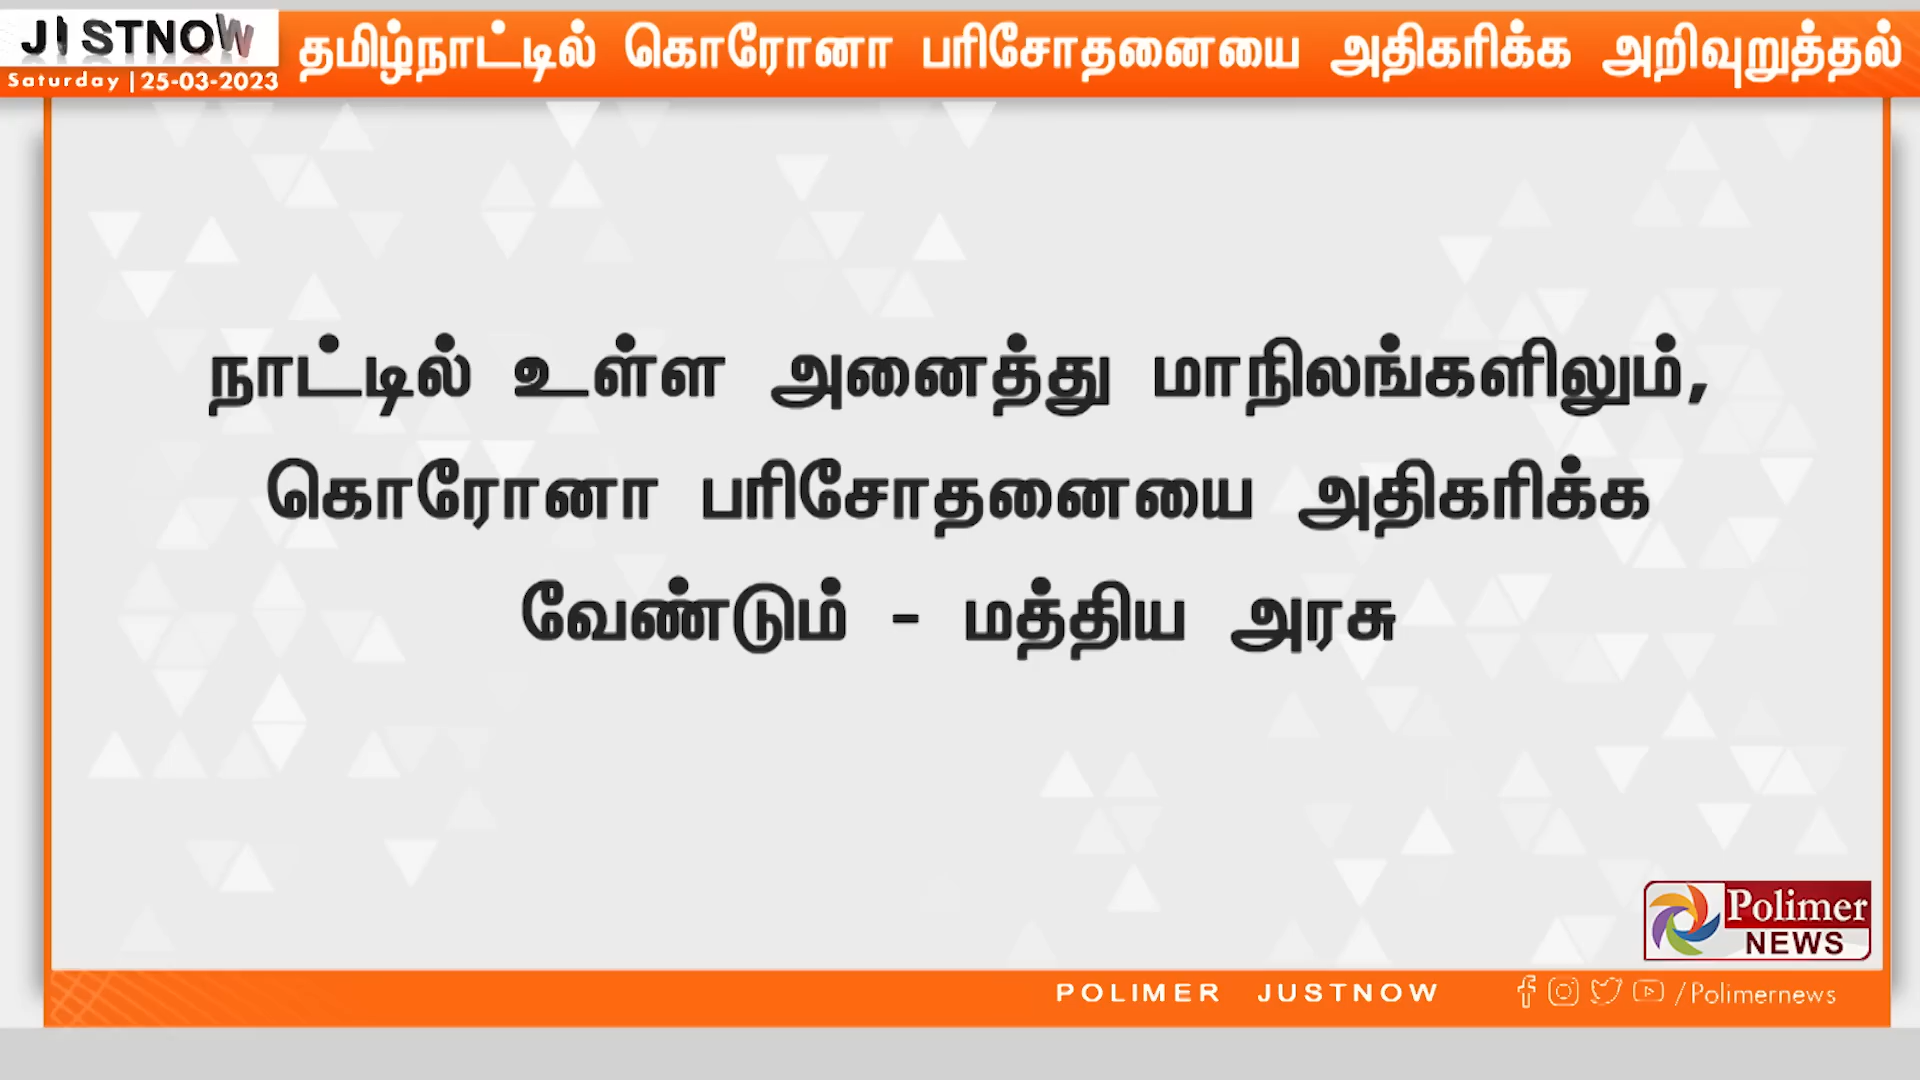 JUSTNOW
Saturday | 25-03-2023
தமிழ்நாட்டில் கொரோனா பரிசோதனையை அதிகரிக்க அறிவுறுத்தல்
நாட்டில் உள்ள அனைத்து மாநிலங்களிலும்,
கொரோனா பரிசோதனையை அதிகரிக்க
வேண்டும் - மத்திய அரசு
Polimer
NEWS
POLIMER JUSTNOW
/Polimernews